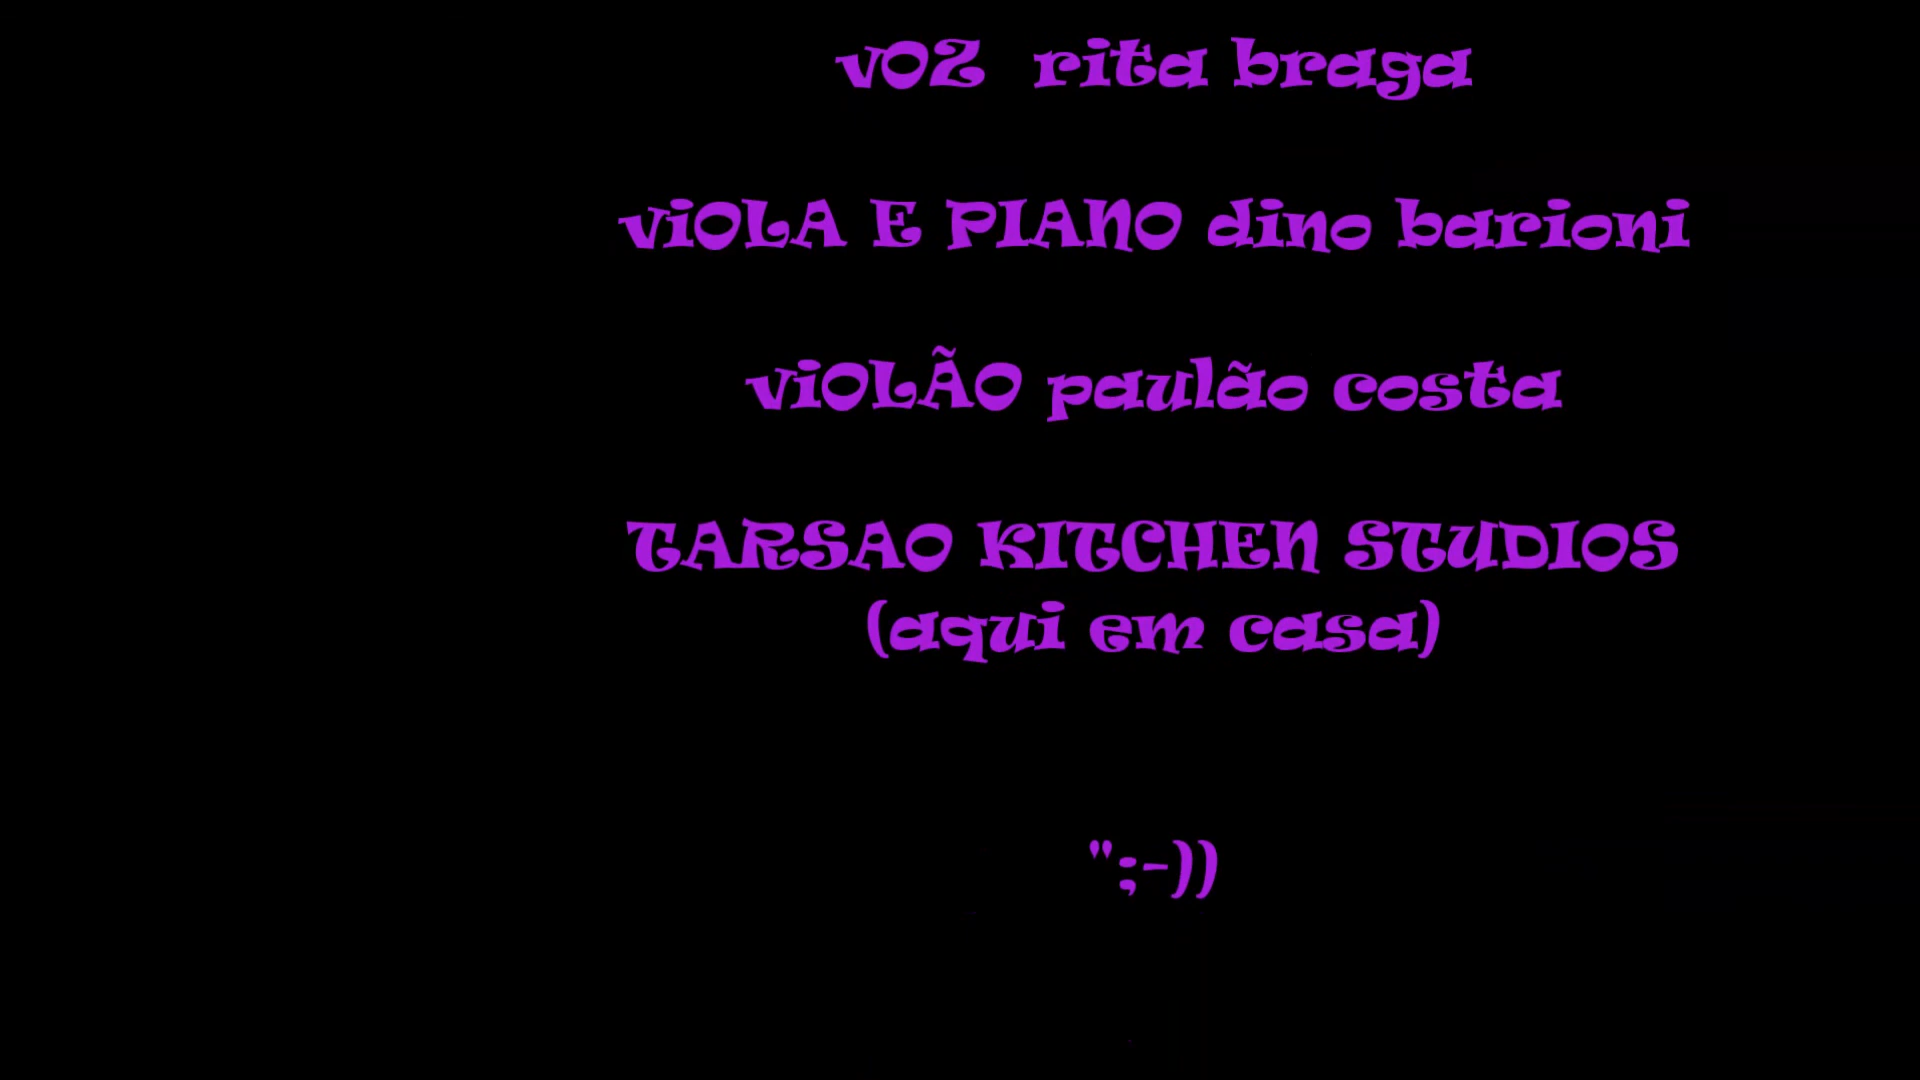 vOZ rita braga
viOLA E PIANO dino barioni
viOLÃO paulão costa
TARSAO KITCHEN STUDIOS
(aqui em casa)
";-))